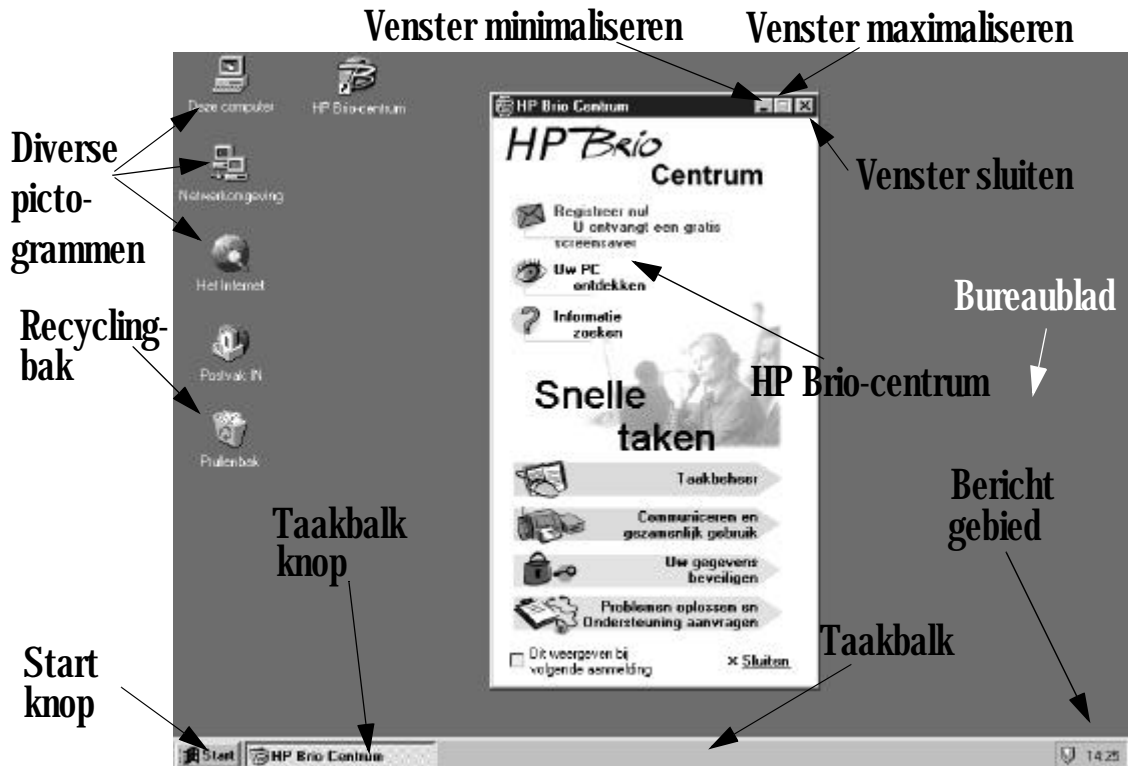 Venster minimaliseren
Venster maximaliseren
Deze computer
HP Brio-centrum
HP Brio Centrum
Diverse
picto-
grammen
HP Brio
Centrum
Venster sluiten
Netwerkomgeving
Registreer nu!
U ontvangt een gratis
screensaver
Het Internet
Uw PC
ontdekken
Bureaublad
Informatie
zoeken
Recycling-
bak
Postvak IN
HP Brio-centrum
Snelle
taken
Prullenbak
Taakbeheer
Bericht
gebied
Taakbalk
knop
Communiceren en
gezamenlijk gebruik
Uw gegevens
beveiligen
Problemen oplossen en
Ondersteuning aanvragen
Taakbalk
Start
knop
Dit weergeven bij
volgende aanmelding
× Sluiten
Start
HP Brio Centrum
14:25